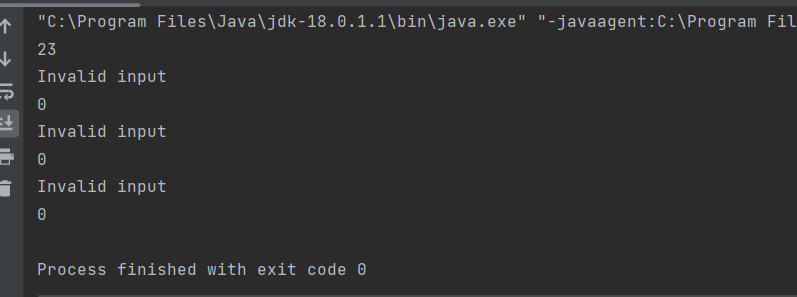 "C:\Program Files\Java\jdk-18.0.1.1\bin\java.exe" "-javaagent:C:\Program Fil
23
Invalid input
0
Invalid input
0
Invalid input
0
Process finished with exit code 0